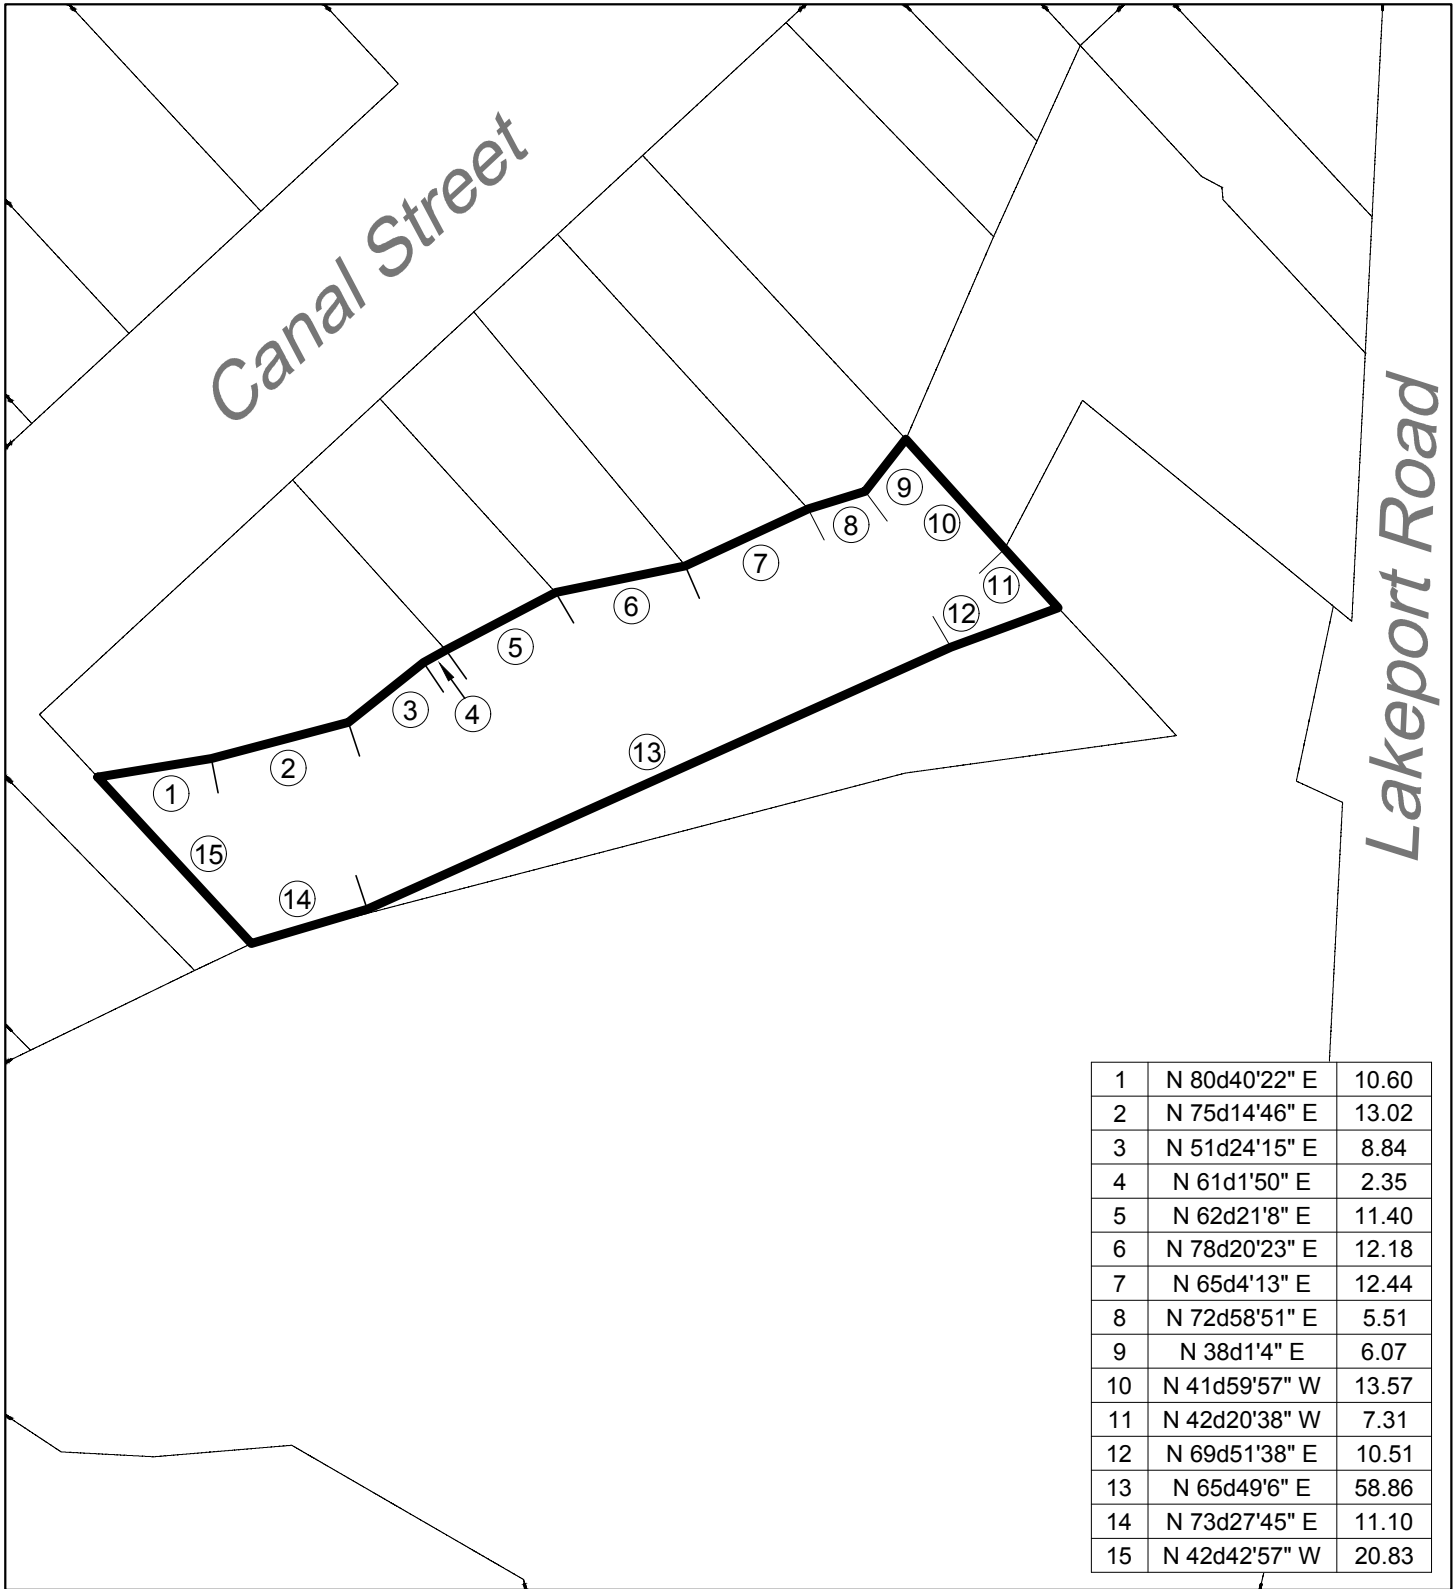 Canal Street
Lakeport Road
9
10
8
7
11
6
12
5
3
4
13
2
1
15
14
1 N 80d40'22" E 10.60
2 N 75d14'46" E 13.02
3 N 51d24'15" E 8.84
4 N 61d1'50" E 2.35
5 N 62d21'8" E 11.40
6 N 78d20'23" E 12.18
7 N 65d4'13" E 12.44
8 N 72d58'51" E 5.51
9 N 38d1'4" E 6.07
10 N 41d59'57" W 13.57
11 N 42d20'38" W 7.31
12 N 69d51'38" E 10.51
13 N 65d49'6" E 58.86
14 N 73d27'45" E 11.10
15 N 42d42'57" W 20.83